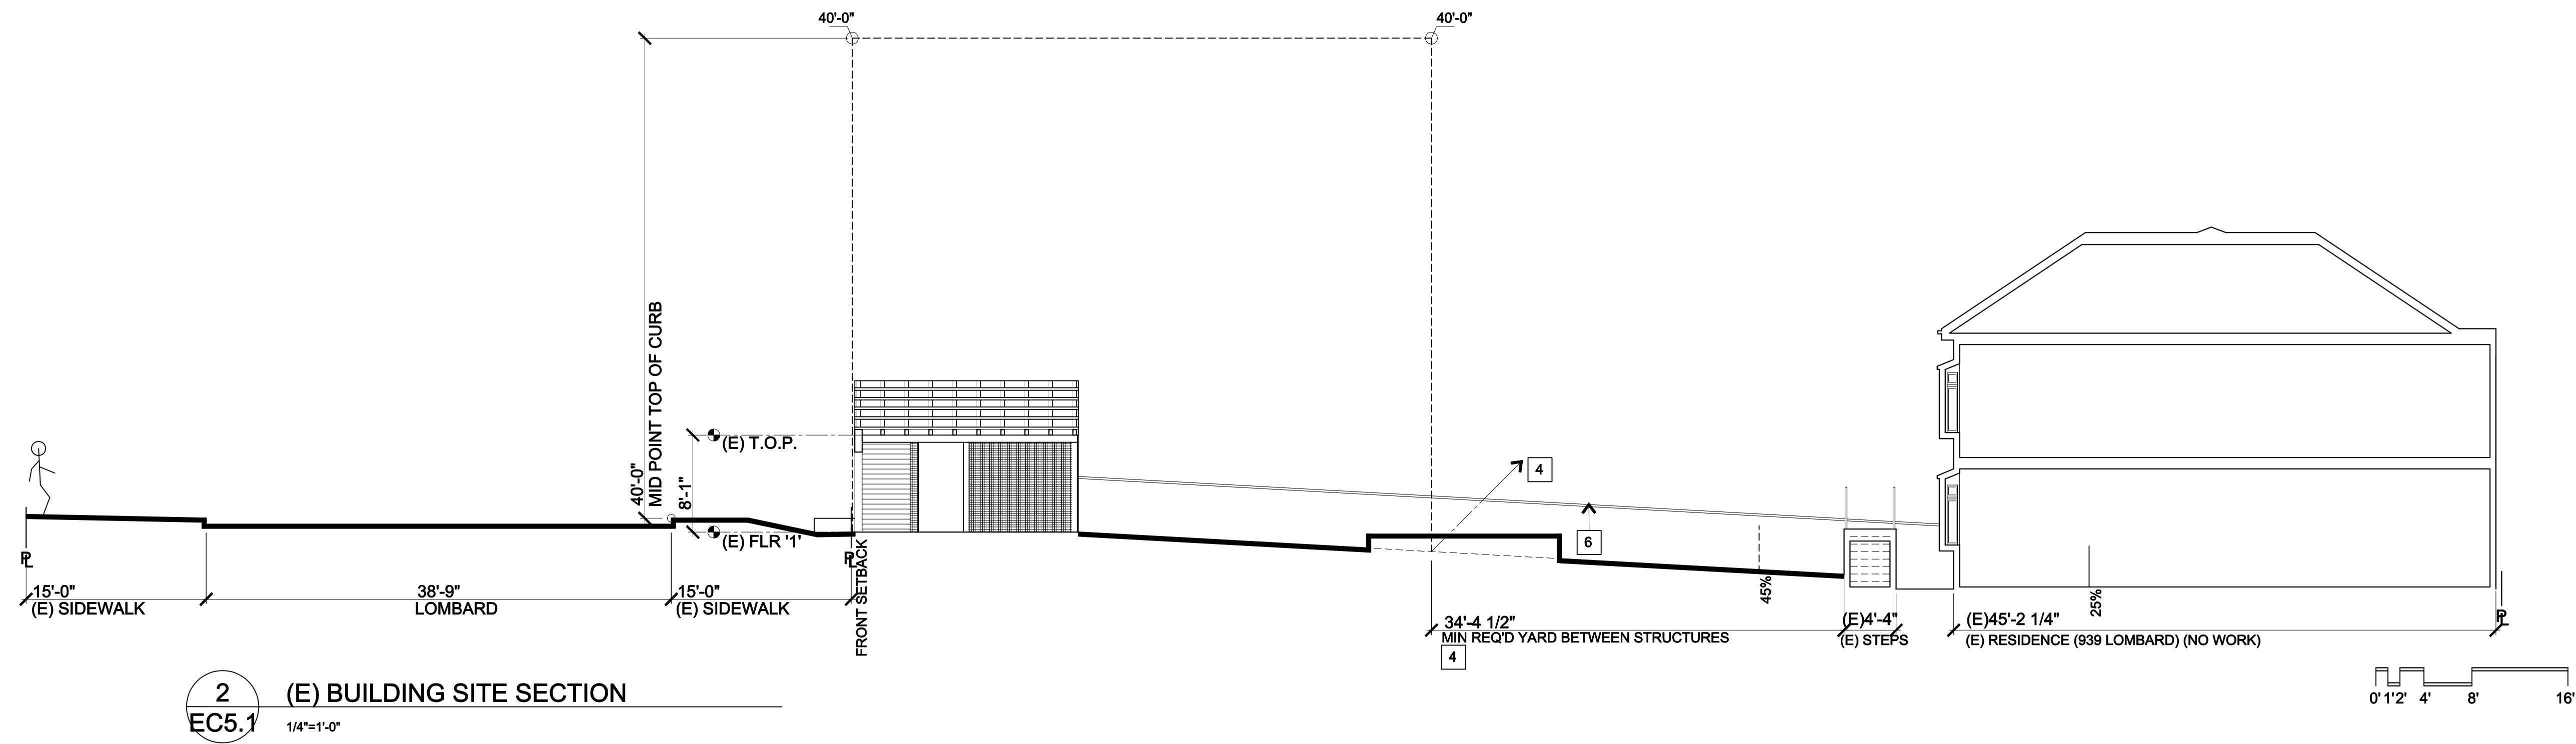 40'-0"
40'-0"
40'-0"
MID POINT TOP OF CURB
8'-1"
(E) T.O.P.
(E) FLR '1'
4
6
PL
PL
PL
FRONT SETBACK
15'-0"
(E) SIDEWALK
38'-9"
LOMBARD
15'-0"
(E) SIDEWALK
45%
25%
34'-4 1/2"
MIN REQ'D YARD BETWEEN STRUCTURES
4
(E)4'-4"
(E) STEPS
(E)45'-2 1/4"
(E) RESIDENCE (939 LOMBARD) (NO WORK)
2
EC5.1
(E) BUILDING SITE SECTION
1/4"=1'-0"
0' 1' 2' 4' 8' 16'